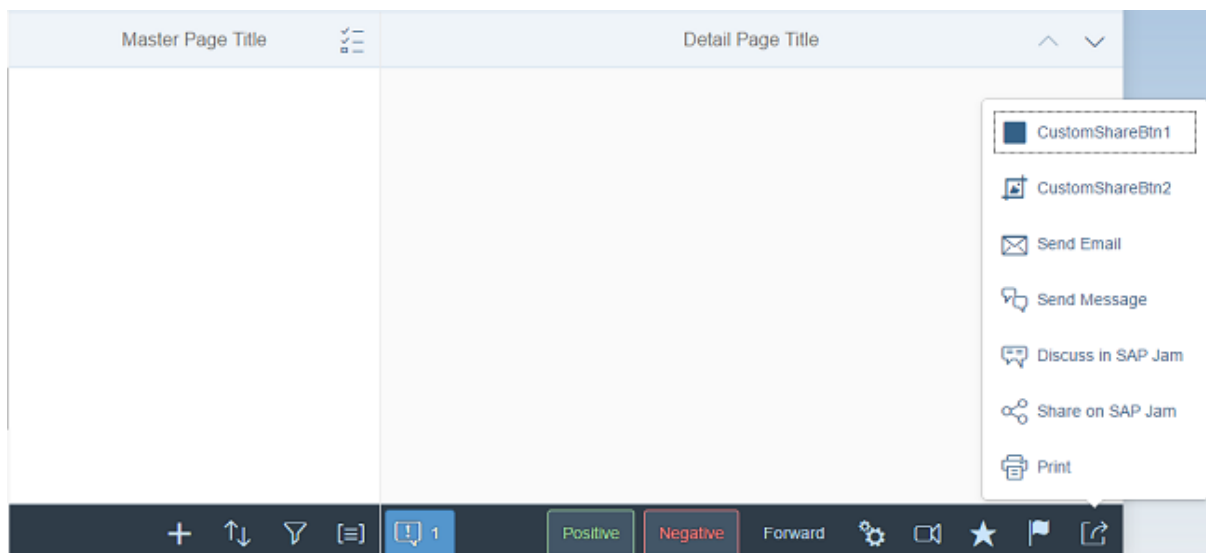 Master Page Title
Detail Page Title
CustomShareBtn1
CustomShareBtn2
Send Email
Send Message
Discuss in SAP Jam
Share on SAP Jam
Print
1
Positive
Negative
Forward